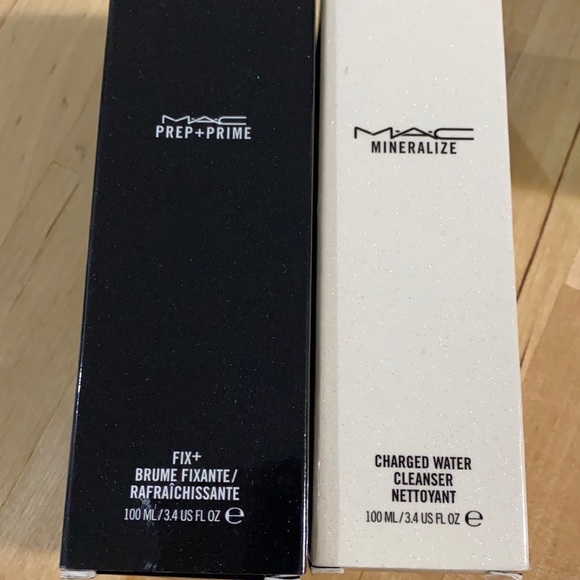 MAC
PREP+PRIME
FIX+
BRUME FIXANTE/
RAFRAÎCHISSANTE
100 ML/3.4 US FL OZ e
M·A·C
MINERALIZE
CHARGED WATER
CLEANSER
NETTOYANT
100 ML/3.4 US FL OZ e